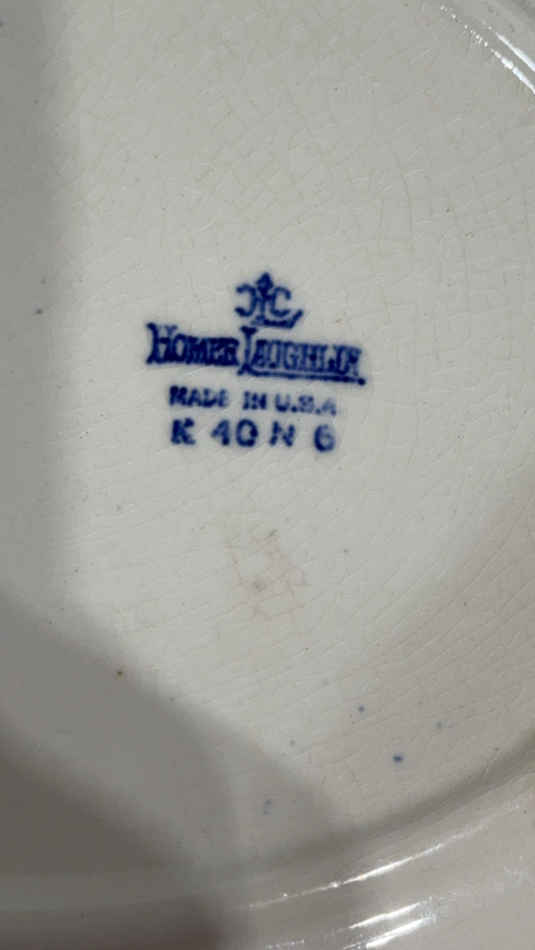 HLC
HOMER LAUGHLIN
MADE IN U.S.A
K 40 N 6